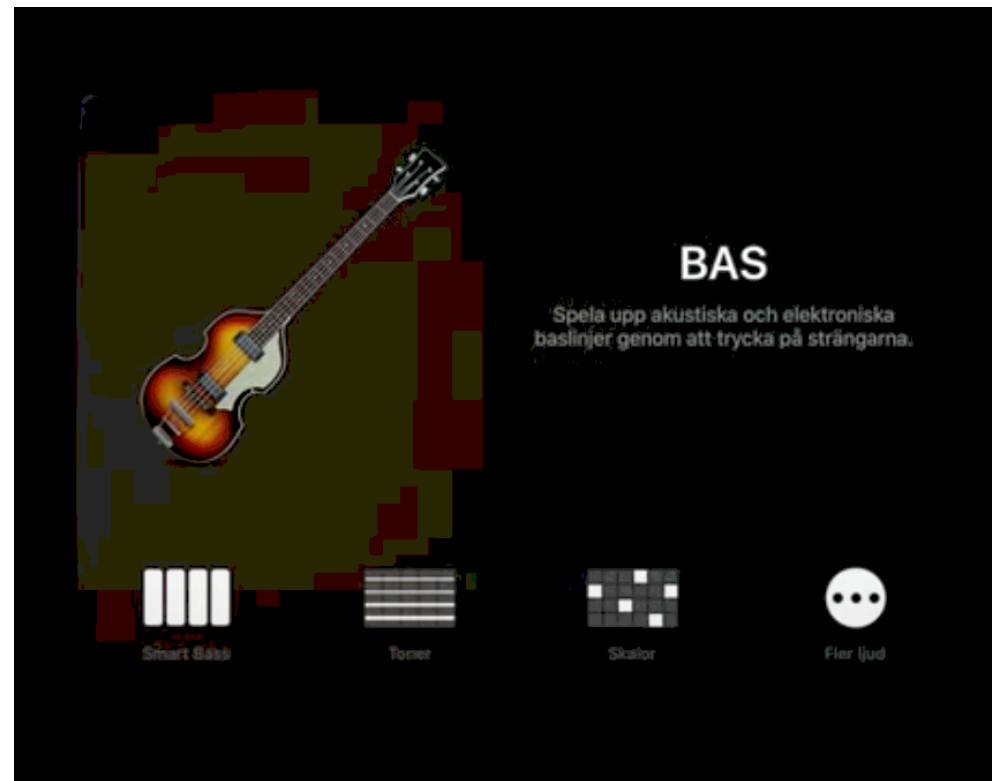 BAS
Spela upp akustiska och elektroniska
baslinjer genom att trycka på strängarna.
Smart Bass
Toner
Skalor
Fler ljud